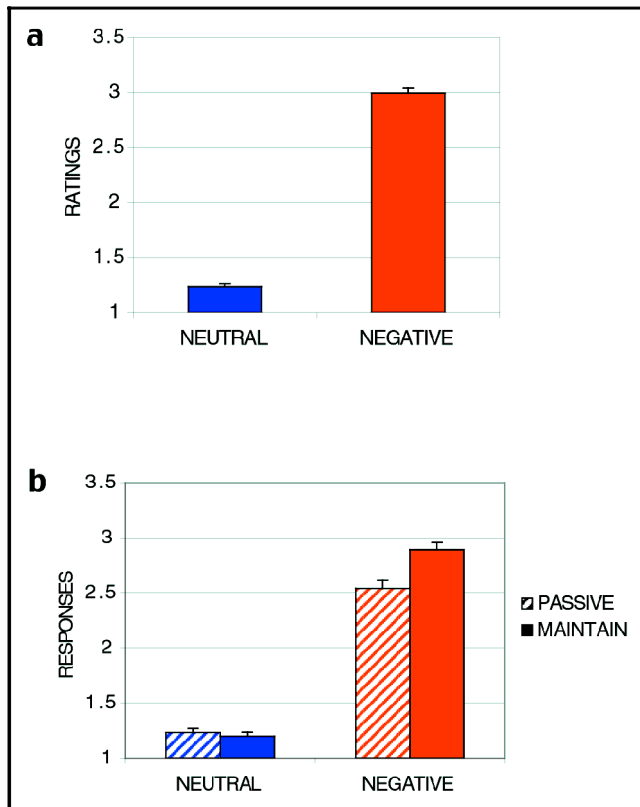 a
3.5
3
2.5
2
1.5
1
RATINGS
NEUTRAL NEGATIVE
b
3.5
3
2.5
2
1.5
1
RESPONSES
NEUTRAL NEGATIVE
PASSIVE
MAINTAIN